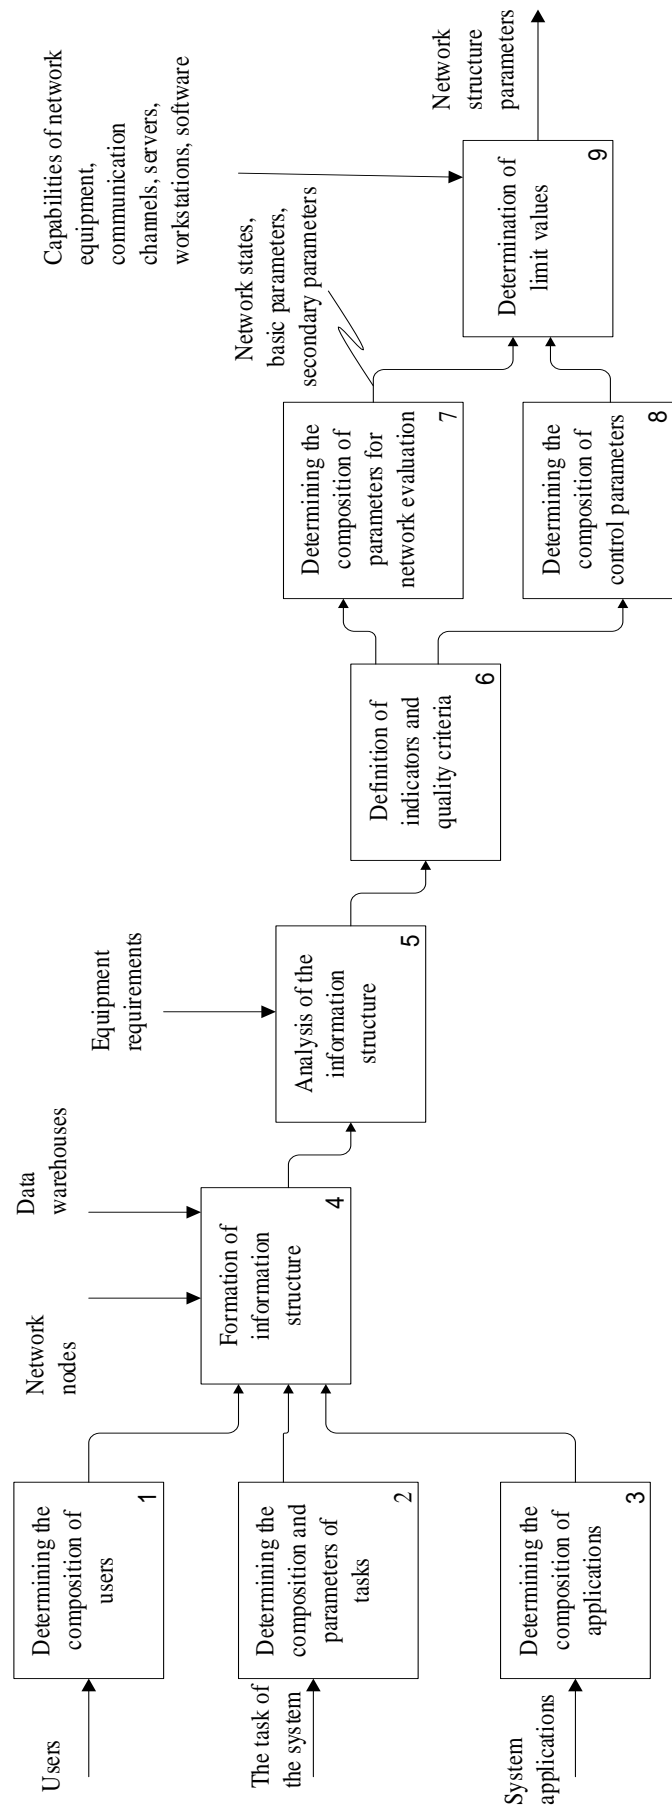 Users
Determining the
composition of
users
1
The task of
the system
Determining the
composition and
parameters of
tasks
2
System
applications
Determining the
composition of
applications
3
Network
nodes
Data
warehouses
Formation of
information
structure
4
Equipment
requirements
Analysis of the
information
structure
5
Definition of
indicators and
quality criteria
6
Determining the
composition of
parameters for
network evaluation
7
Determining the
composition of
control parameters
8
Network states,
basic parameters,
secondary parameters
Capabilities of network
equipment,
communication
channels, servers,
workstations, software
Determination of
limit values
9
Network
structure
parameters